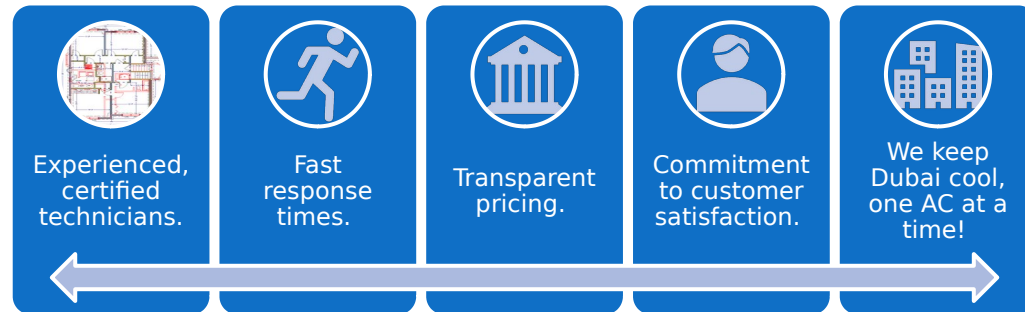 Experienced,
certified
technicians.
Fast
response
times.
Transparent
pricing.
Commitment
to customer
satisfaction.
We keep
Dubai cool,
one AC at a
time!